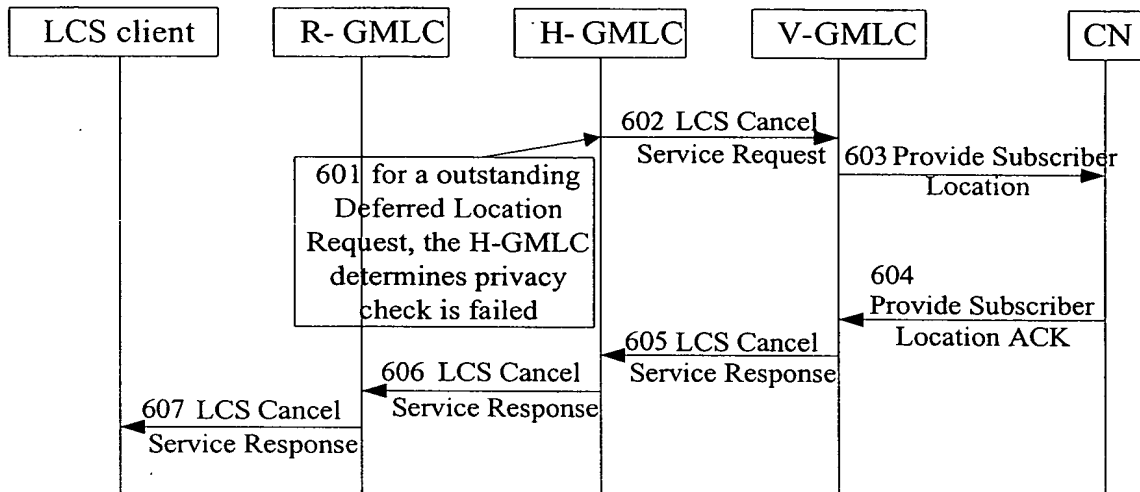 LCS client
R- GMLC
H- GMLC
V-GMLC
CN
602 LCS Cancel
Service Request
603 Provide Subscriber
Location
601 for a outstanding
Deferred Location
Request, the H-GMLC
determines privacy
check is failed
604
Provide Subscriber
Location ACK
605 LCS Cancel
Service Response
606 LCS Cancel
Service Response
607 LCS Cancel
Service Response